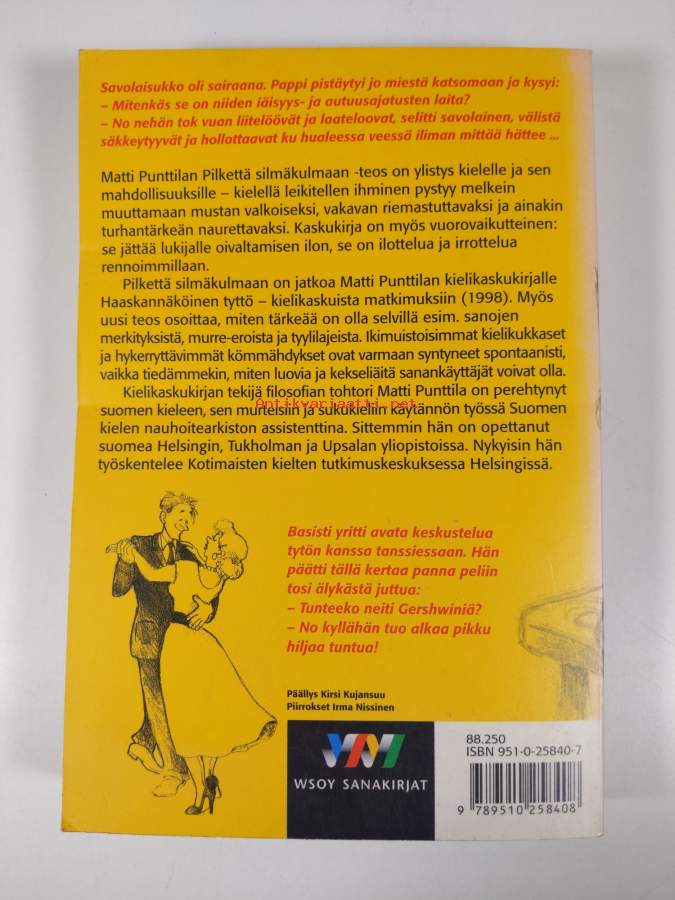 Savolaisukko oli sairaana. Pappi pistäytyi jo miestä katsomaan ja kysyi:
– Mitenkäs se on niiden iäisyys- ja autuusajatusten laita?
– No nehän tok vuan liitelöövät ja laateloovat, selitti savolainen, välistä
säkkeytyyvät ja hollottaavat ku hualeessa veessä iliman mittää hättee ...
Matti Punttilan Pilkettä silmäkulmaan -teos on ylistys kielelle ja sen
mahdollisuuksille – kielellä leikitellen ihminen pystyy melkein
muuttamaan mustan valkoiseksi, vakavan riemastuttavaksi ja ainakin
turhantärkeän naurettavaksi. Kaskukirja on myös vuorovaikutteinen:
se jättää lukijalle oivaltamisen ilon, se on ilottelua ja irrottelua
rennoimmillaan.
Pilkettä silmäkulmaan on jatkoa Matti Punttilan kielikaskukirjalle
Haaskannäköinen tyttö – kielikaskuista matkimuksiin (1998). Myös
uusi teos osoittaa, miten tärkeää on olla selvillä esim. sanojen
merkityksistä, murre-eroista ja tyylilajeista. Ikimuistoisimmat kielikukkaset
ja hykerryttävimmät kömmähdykset ovat varmaan syntyneet spontaanisti,
vaikka tiedämmekin, miten luovia ja kekseliäitä sanankäyttäjät voivat olla.
Kielikaskukirjan tekijä filosofian tohtori Matti Punttila on perehtynyt
Antikvariaatti.net
suomen kieleen, sen murteisiin ja sukukieliin käytännön työssä Suomen
kielen nauhoitearkiston assistenttina. Sittemmin hän on opettanut
suomea Helsingin, Tukholman ja Upsalan yliopistoissa. Nykyisin hän
työskentelee Kotimaisten kielten tutkimuskeskuksessa Helsingissä.
Basisti yritti avata keskustelua
tytön kanssa tanssiessaan. Hän
päätti tällä kertaa panna peliin
tosi älykästä juttua:
– Tunteeko neiti Gershwiniä?
– No kyllähän tuo alkaa pikku
hiljaa tuntua!
Päällys Kirsi Kujansuu
Piirrokset Irma Nissinen
WSOY SANAKIRJAT
88.250
ISBN 951-0-25840-7
9 789510 258408